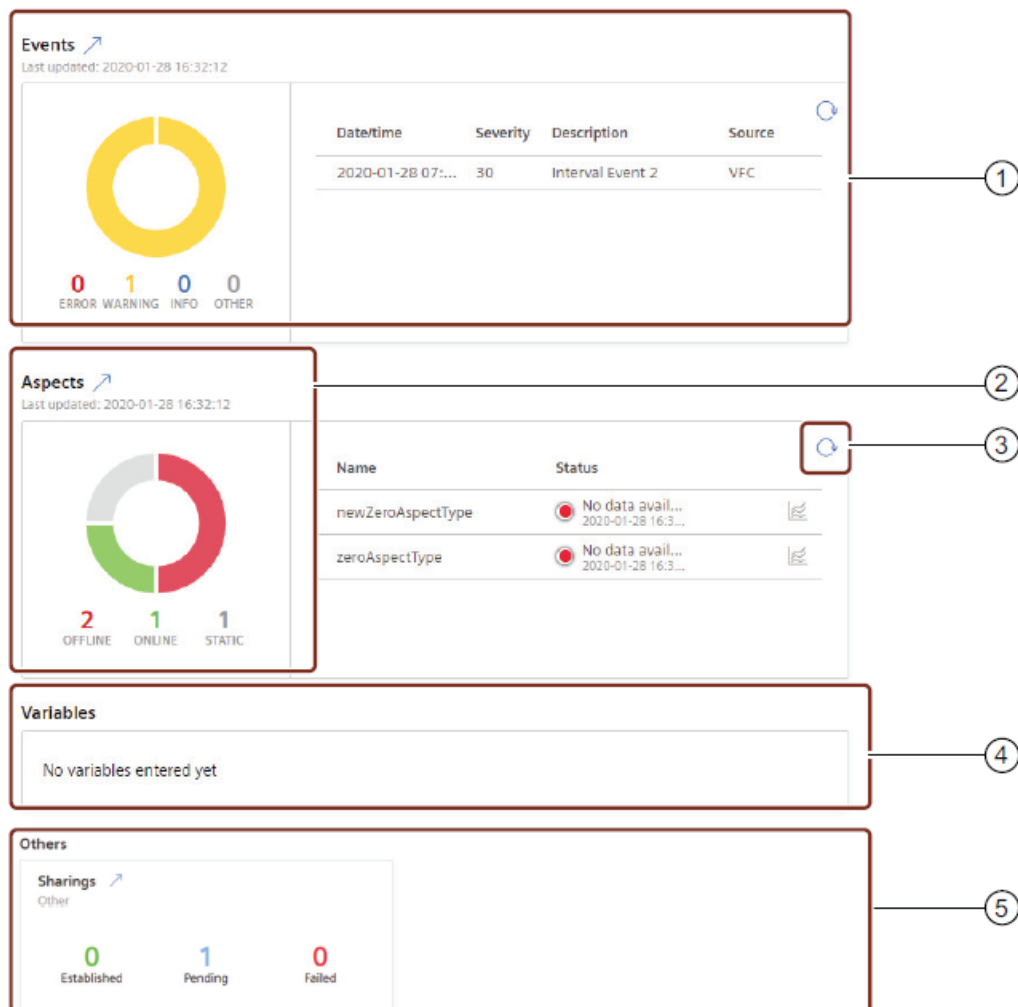 Events
Last updated: 2020-01-28 16:32:12
Date/time Severity Description Source
2020-01-28 07:... 30 Interval Event 2 VFC
1
0 1 0 0
ERROR WARNING INFO OTHER
Aspects
Last updated: 2020-01-28 16:32:12
2
3
Name Status
newZeroAspectType No data avail...
2020-01-28 16:3...
zeroAspectType No data avail...
2020-01-28 16:3...
2 1 1
OFFLINE ONLINE STATIC
Variables
No variables entered yet
4
Others
Sharings
Other
5
0 1 0
Established Pending Failed